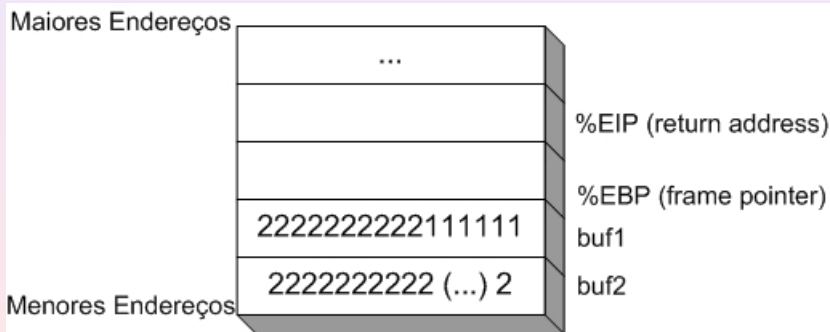 Maiores Endereços
...
%EIP (return address)
%EBP (frame pointer)
2222222222111111
buf1
2222222222 (...) 2
buf2
Menores Endereços